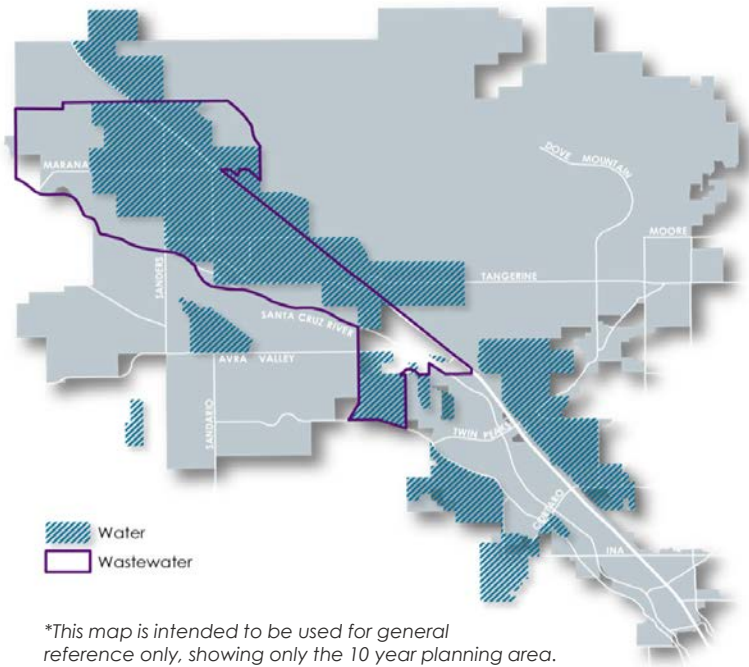 DOVE MOUNTAIN
MARANA
MOORE
SANDERS
TANGERINE
SANTA CRUZ RIVER
AVRA VALLEY
SANDARIO
TWIN PEAKS
CORTARO
INA
Water
Wastewater
*This map is intended to be used for general
reference only, showing only the 10 year planning area.